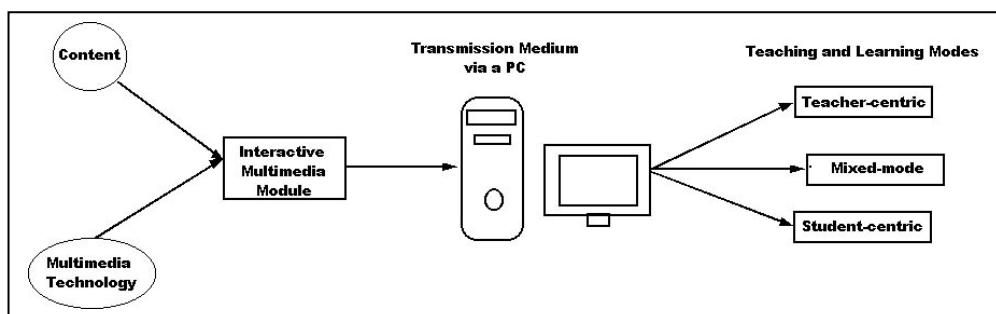 Content
Transmission Medium
via a PC
Teaching and Learning Modes
Teacher-centric
Interactive
Multimedia
Module
Mixed-mode
Student-centric
Multimedia
Technology